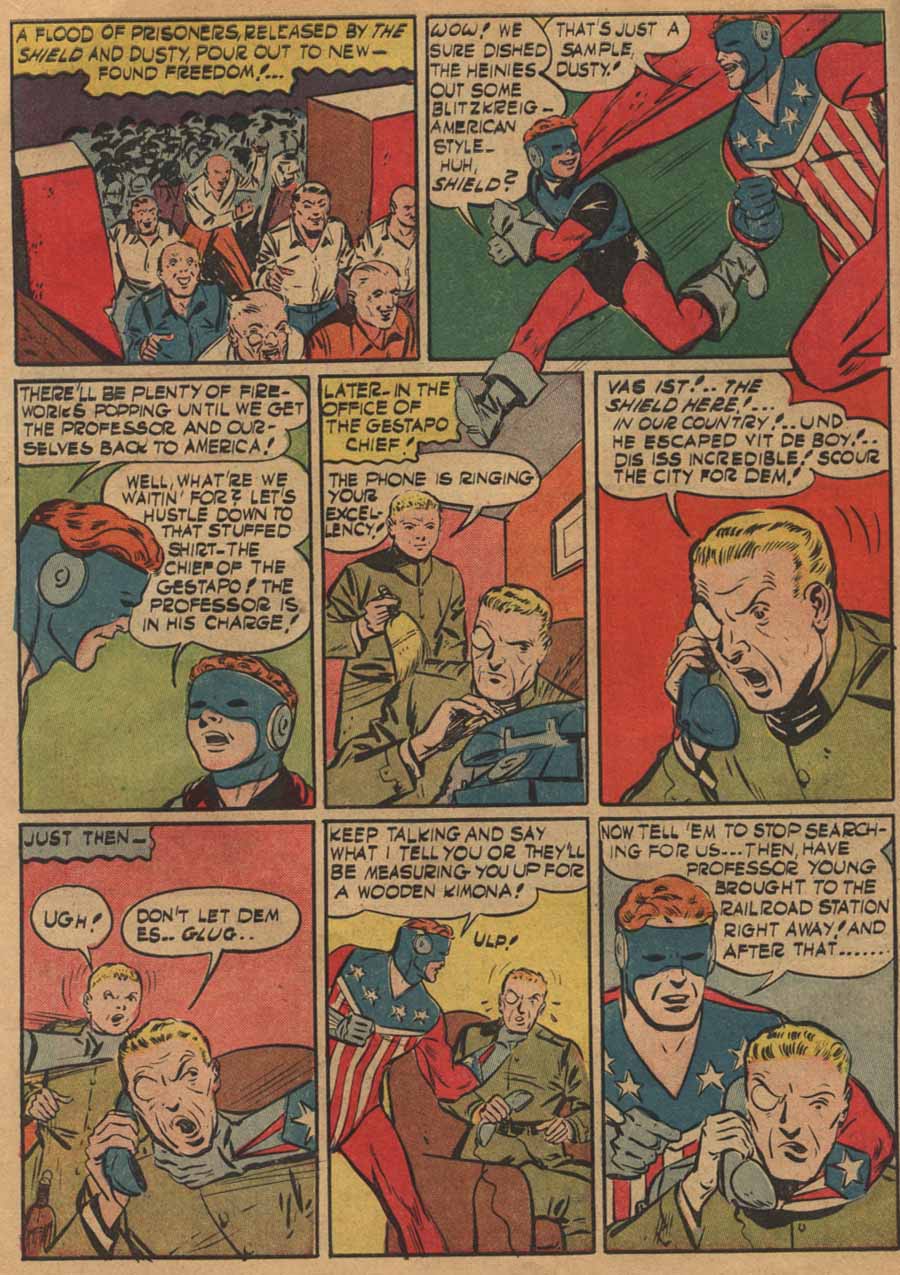 A FLOOD OF PRISONERS, RELEASED BY THE
SHIELD AND DUSTY, POUR OUT TO NEW-
FOUND FREEDOM!...
WOW! WE
SURE DISHED
THE HEINIES
OUT SOME
BLITZKREIG-
AMERICAN
STYLE-
HUH,
SHIELD?
THAT'S JUST A
SAMPLE,
DUSTY!
THERE'LL BE PLENTY OF FIRE-
WORKS POPPING UNTIL WE GET
THE PROFESSOR AND OUR-
SELVES BACK TO AMERICA!
WELL, WHAT'RE WE
WAITIN' FOR? LET'S
HUSTLE DOWN TO
THAT STUFFED
SHIRT-THE
CHIEF OF THE
GESTAPO! THE
PROFESSOR IS
IN HIS CHARGE!
LATER-IN THE
OFFICE OF
THE GESTAPO
CHIEF!
THE PHONE IS RINGING
YOUR
EXCEL-
LENCY!
VAS IST!.. THE
SHIELD HERE!...
IN OUR COUNTRY!..UND
HE ESCAPED VIT DE BOY!..
DIS ISS INCREDIBLE! SCOUR
THE CITY FOR DEM!
JUST THEN-
UGH!
DON'T LET DEM
ES-- GLUG..
KEEP TALKING AND SAY
WHAT I TELL YOU OR THEY'LL
BE MEASURING YOU UP FOR
A WOODEN KIMONA!
ULP!
NOW TELL 'EM TO STOP SEARCH-
ING FOR US---THEN, HAVE
PROFESSOR YOUNG
BROUGHT TO THE
RAILROAD STATION
RIGHT AWAY! AND
AFTER THAT.......